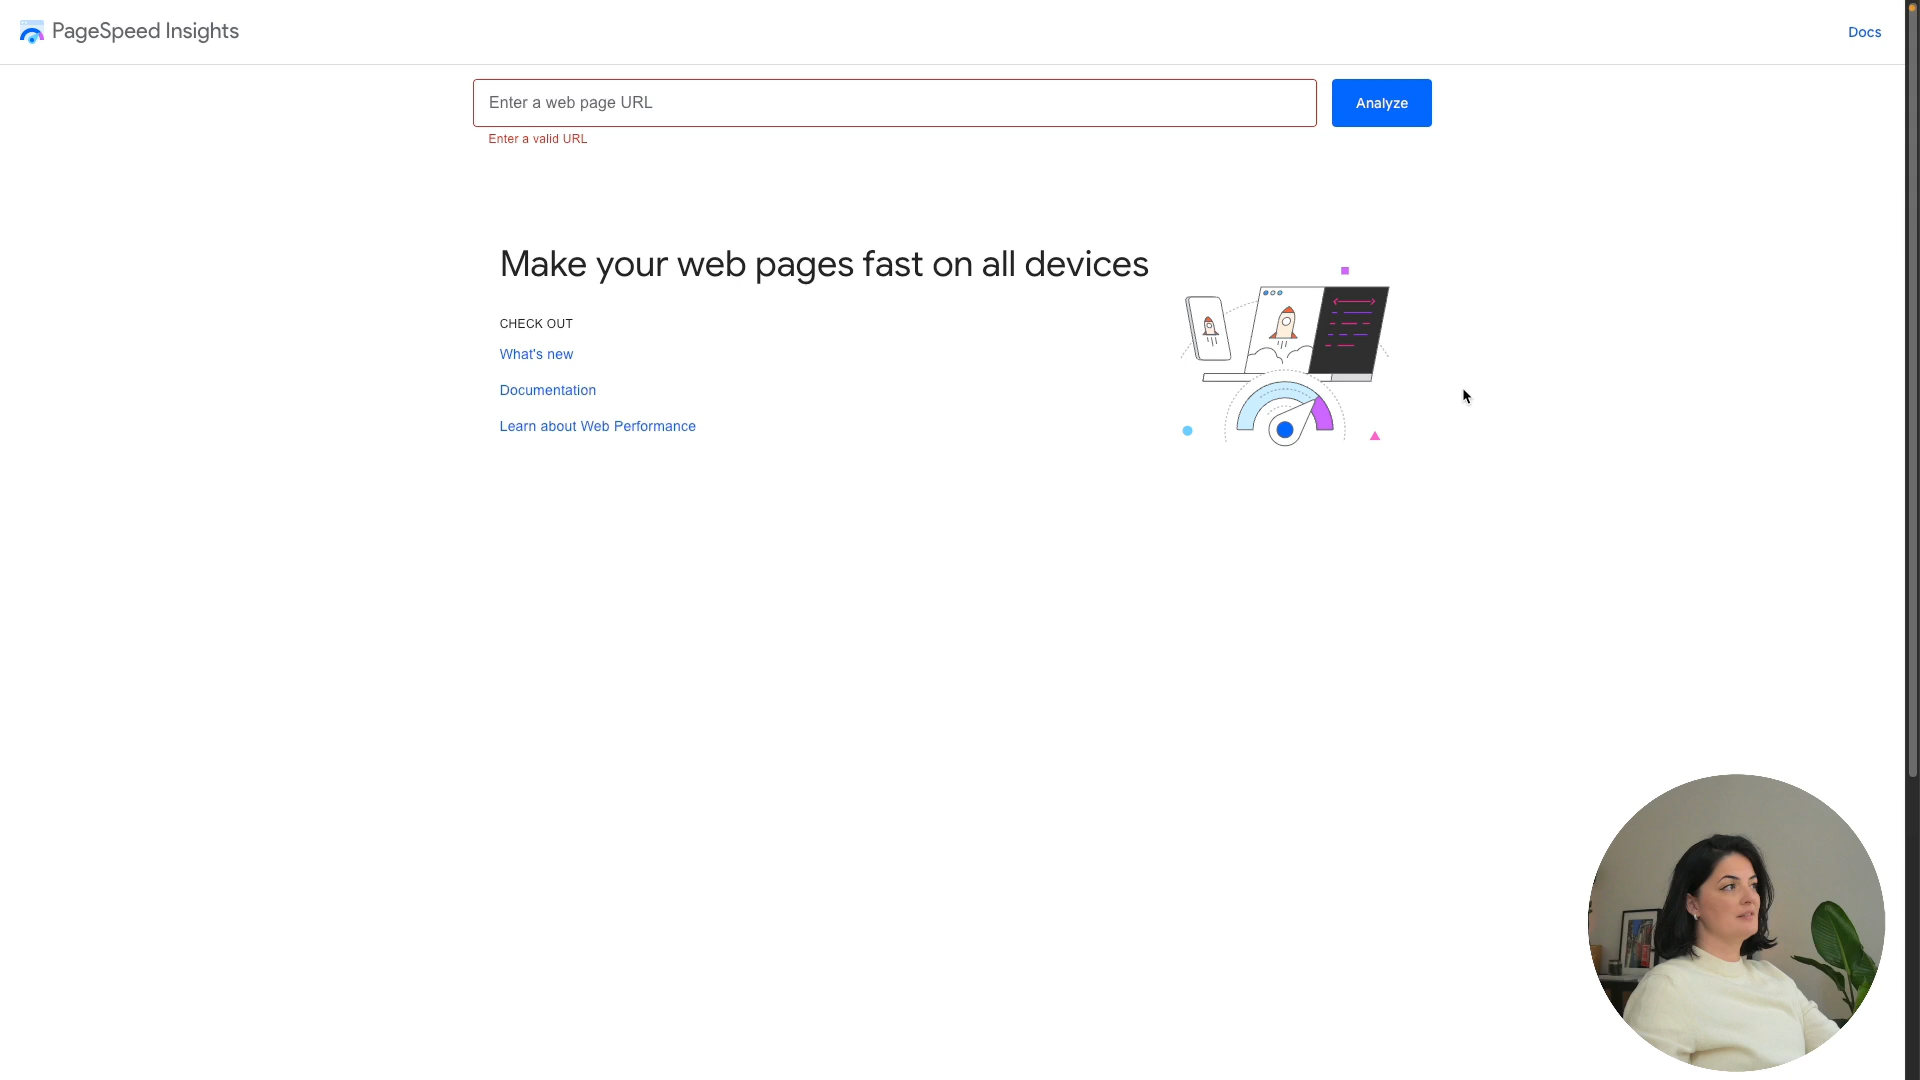 PageSpeed Insights
Docs
Enter a web page URL
Analyze
Enter a valid URL
Make your web pages fast on all devices
CHECK OUT
What's new
Documentation
Learn about Web Performance